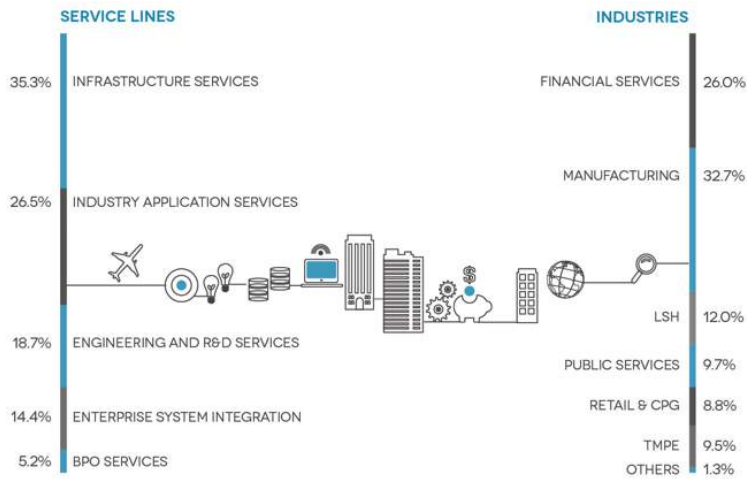 SERVICE LINES
35.3% INFRASTRUCTURE SERVICES
26.5% INDUSTRY APPLICATION SERVICES
18.7% ENGINEERING AND R&D SERVICES
14.4% ENTERPRISE SYSTEM INTEGRATION
5.2% BPO SERVICES
$
INDUSTRIES
FINANCIAL SERVICES 26.0%
MANUFACTURING 32.7%
LSH 12.0%
PUBLIC SERVICES 9.7%
RETAIL & CPG 8.8%
TMPE 9.5%
OTHERS 1.3%